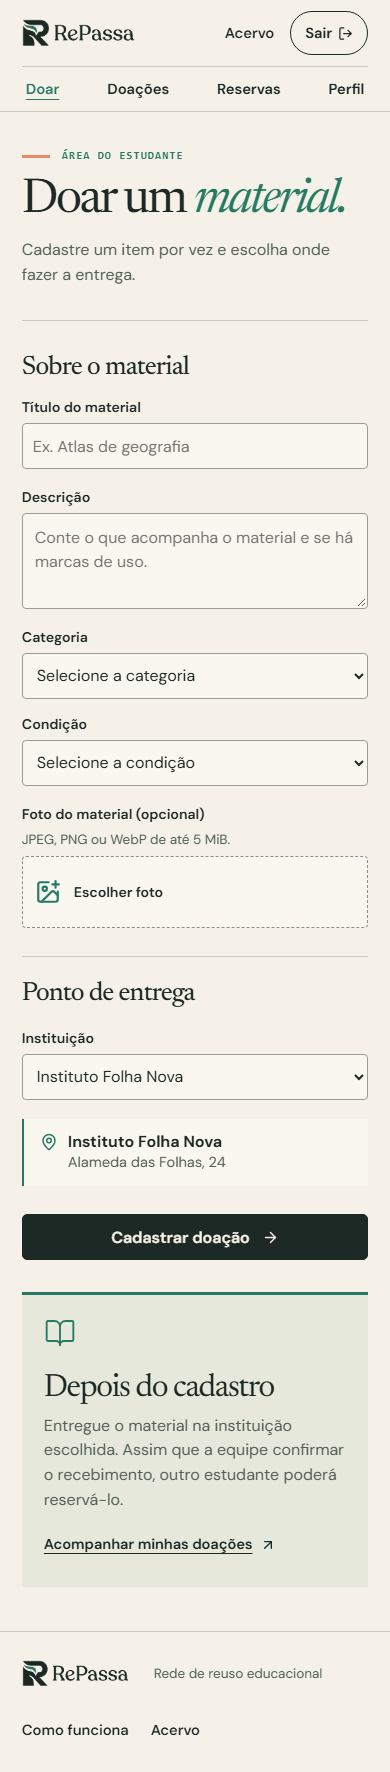 RePassa
Acervo
Sair
Doar
Doações
Reservas
Perfil
ÁREA DO ESTUDANTE
Doar um material.
Cadastre um item por vez e escolha onde
fazer a entrega.
Sobre o material
Título do material
Ex. Atlas de geografia
Descrição
Conte o que acompanha o material e se há
marcas de uso.
Categoria
Selecione a categoria
Condição
Selecione a condição
Foto do material (opcional)
JPEG, PNG ou WebP de até 5 MiB.
Escolher foto
Ponto de entrega
Instituição
Instituto Folha Nova
Instituto Folha Nova
Alameda das Folhas, 24
Cadastrar doação
Depois do cadastro
Entregue o material na instituição
escolhida. Assim que a equipe confirmar
o recebimento, outro estudante poderá
reservá-lo.
Acompanhar minhas doações
RePassa
Rede de reuso educacional
Como funciona
Acervo